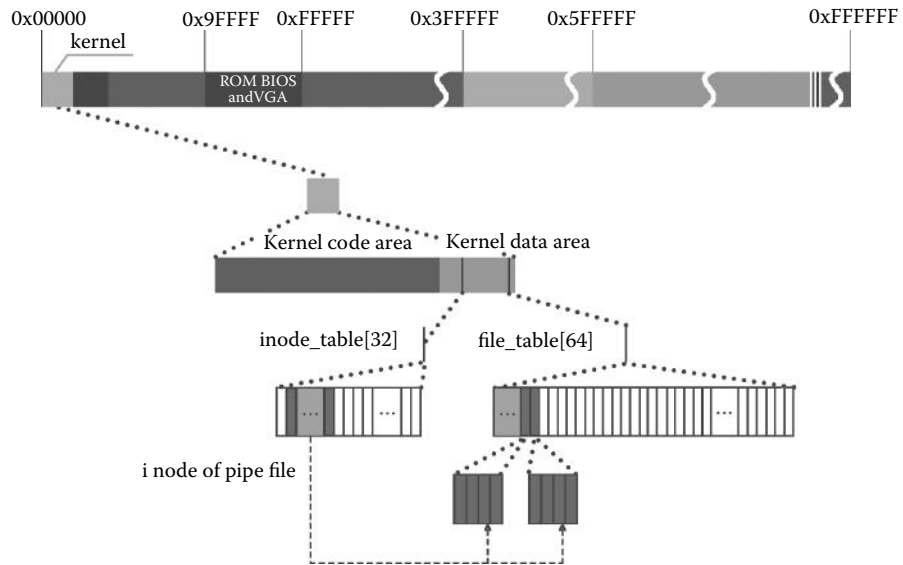 0x00000 0x9FFFF 0xFFFFF 0x3FFFFF 0x5FFFFF 0xFFFFFF
kernel
ROM BIOS
andVGA
Kernel code area Kernel data area
inode_table[32] file_table[64]
... ... ... ...
i node of pipe file